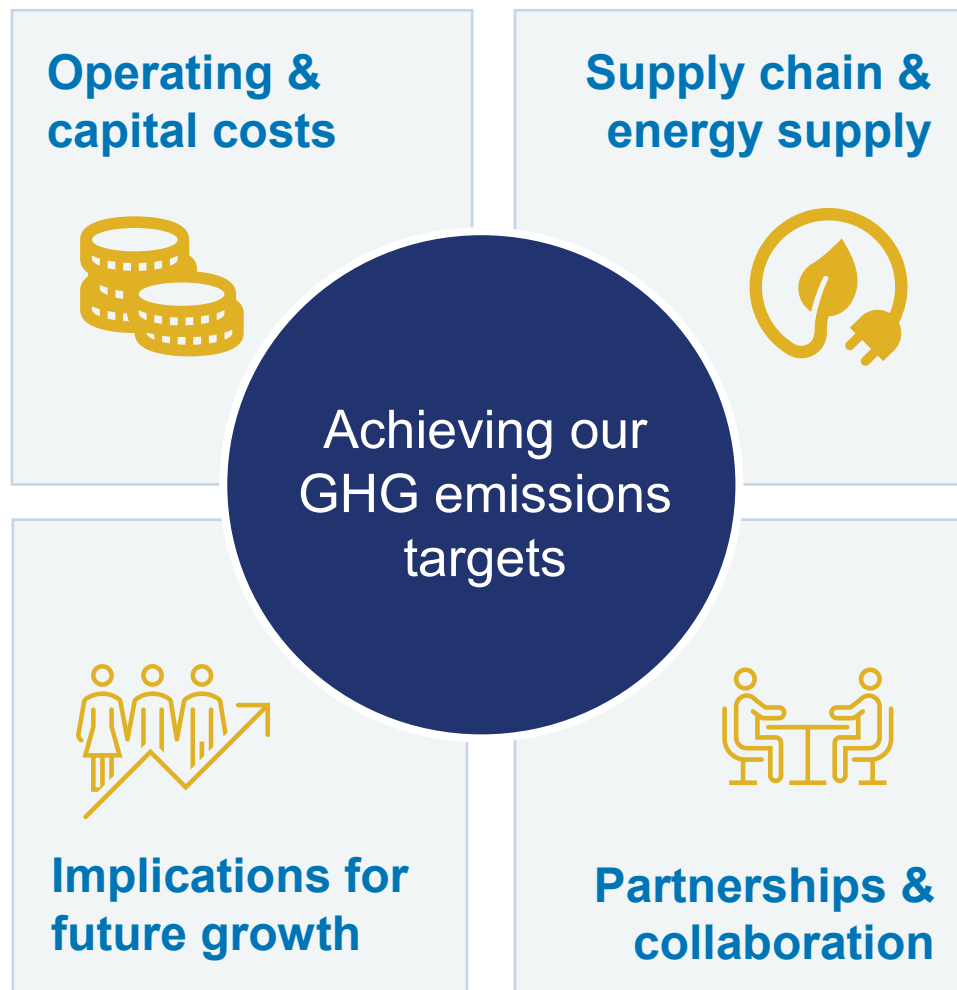 Operating &
capital costs
Supply chain &
energy supply
Achieving our
GHG emissions
targets
Implications for
future growth
Partnerships &
collaboration